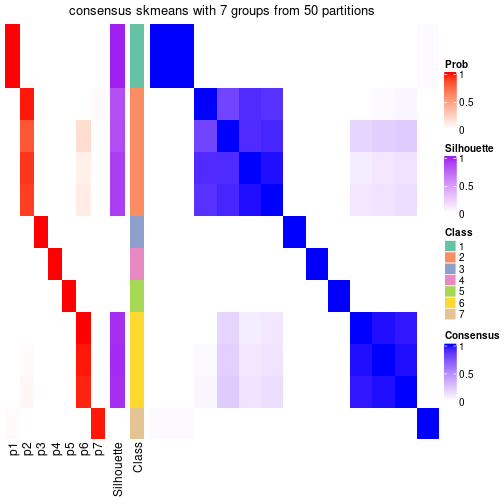 consensus skmeans with 7 groups from 50 partitions
Prob
1
0.5
0
Silhouette
1
0.5
0
Class
1
2
3
4
5
6
7
Consensus
1
0.5
0
p1
p2
p3
p4
p5
p6
p7
Silhouette
Class